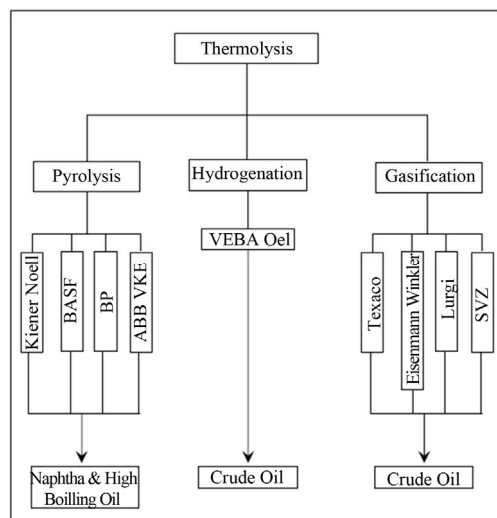 Thermolysis
Pyrolysis
Hydrogenation
Gasification
VEBA Oel
Kiener Noell
BASF
BP
ABB VKE
Texaco
Eisenmann Winkler
Lurgi
SVZ
Naphtha & High
Boilling Oil
Crude Oil
Crude Oil